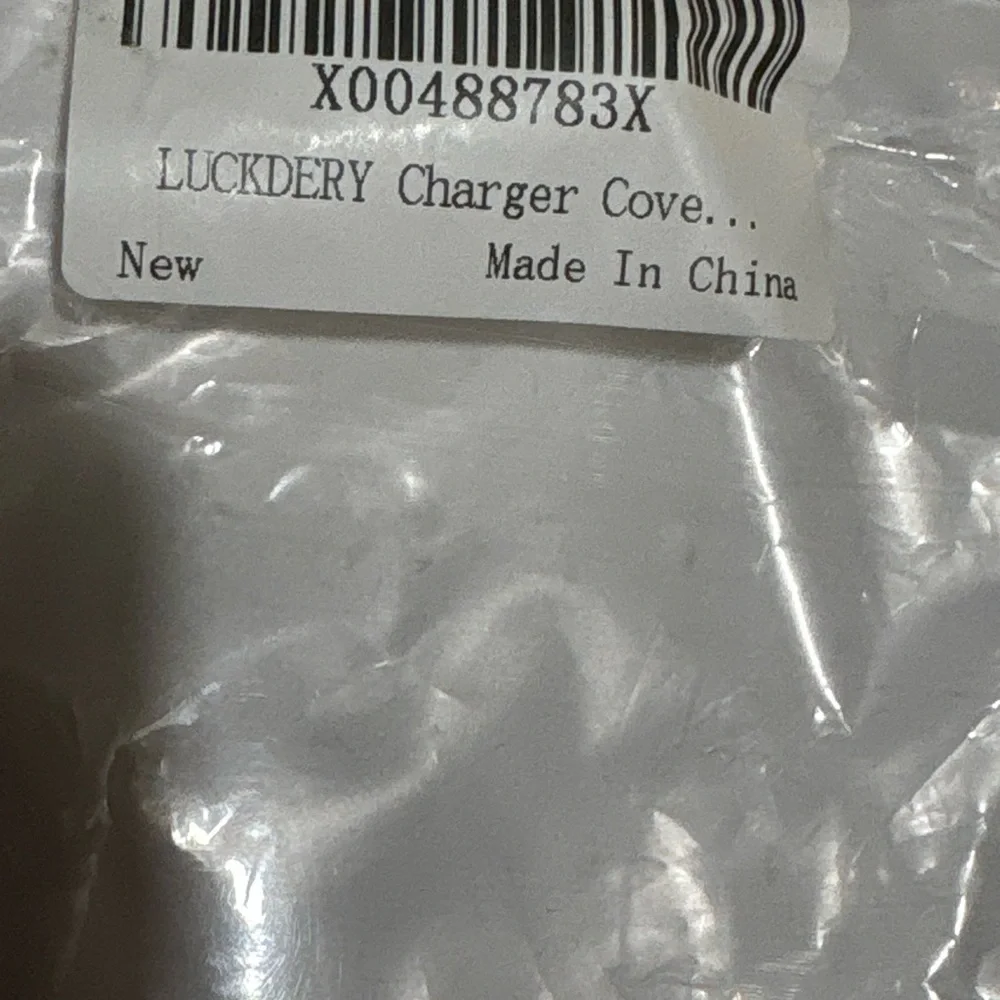 X00488783X
LUCKDERY Charger Cove...
New Made In China